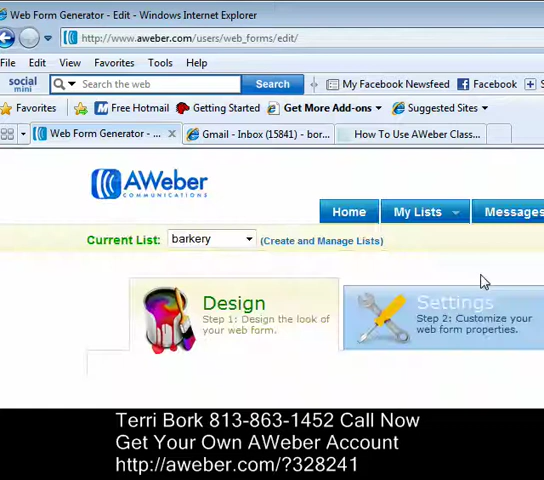 Web Form Generator - Edit - Windows Internet Explorer
http://www.aweber.com/users/web_forms/edit/
File Edit View Favorites Tools Help
social mini Search the web Search My Facebook Newsfeed Facebook
Favorites Free Hotmail Getting Started Get More Add-ons Suggested Sites
Web Form Generator - ... x Gmail - Inbox (15841) - bor... How To Use AWeber Class...
AWeber
COMMUNICATIONS
Home My Lists Messages
Current List: barkery (Create and Manage Lists)
Design
Step 1: Design the look of
your web form.
Settings
Step 2: Customize your
web form properties.
Terri Bork 813-863-1452 Call Now
Get Your Own AWeber Account
http://aweber.com/?328241